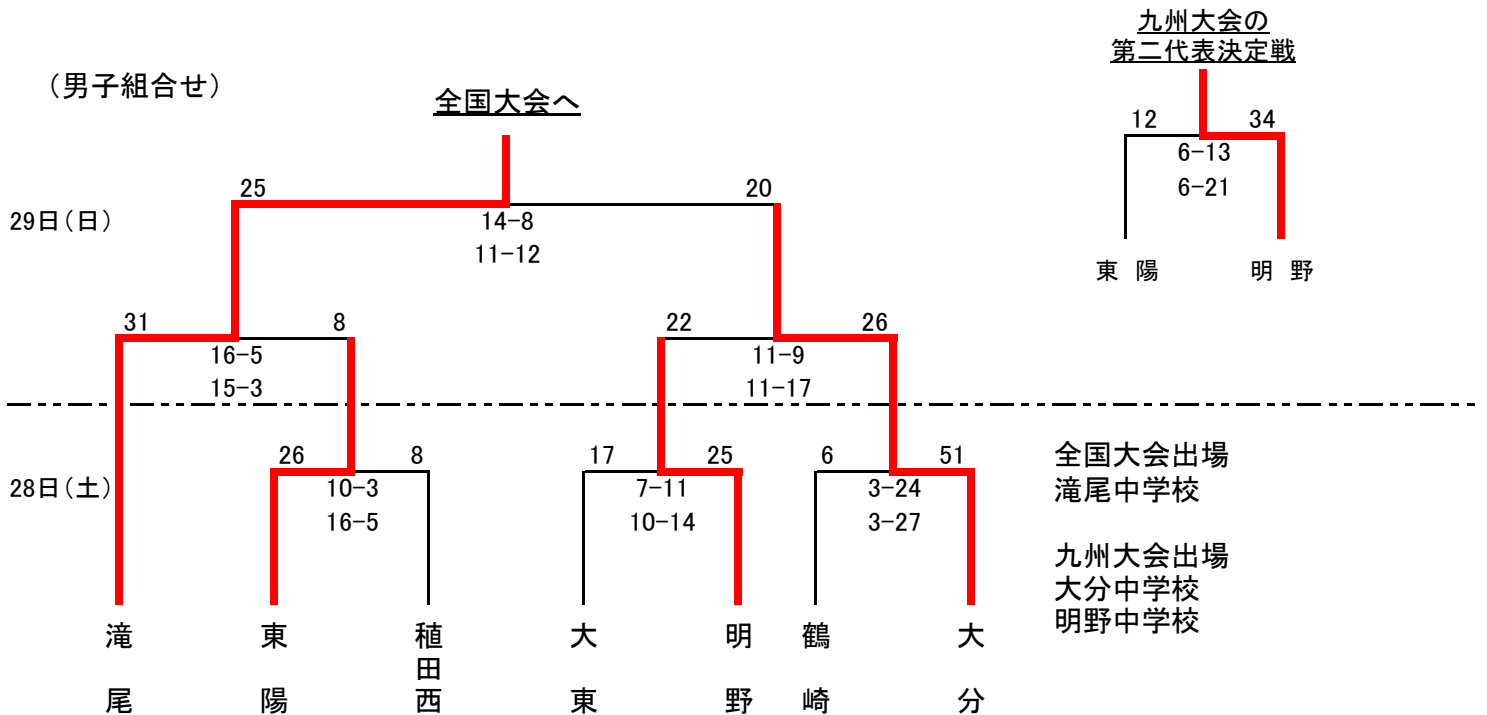 九州大会の
第二代表決定戦
（男子組合せ）
全国大会へ
12 34
6-13
6-21
東 陽 明 野
25 20
29日（日）
14-8
11-12
31 8 22 26
16-5 11-9
15-3 11-17
26 8 17 25 6 51
28日（土）
10-3 7-11 3-24
16-5 10-14 3-27
全国大会出場
滝尾中学校
九州大会出場
大分中学校
明野中学校
滝尾
東陽
稙田西
大東
明野
鶴崎
大分